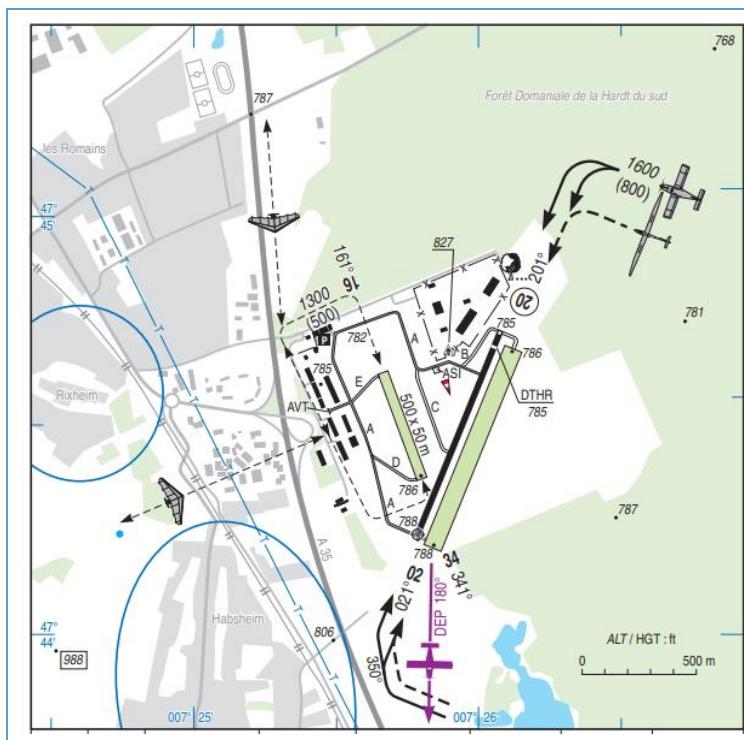 768
Forêt Domaniale de la Hardt du sud
787
les Romains
1600
(800)
47°
45'
827
201°
161°
16
1300
(500)
20
P
782
A
B
785
786
781
785
E
ASI
DTHR
785
AVT
Rixheim
A
C
500 x 50 m
D
786
A
788
787
788
A 35
34
341°
02
021°
DEP 180°
Habsheim
47°
44'
806
350°
988
ALT / HGT : ft
0
500 m
007° 25'
007° 26'
T
T
T
T